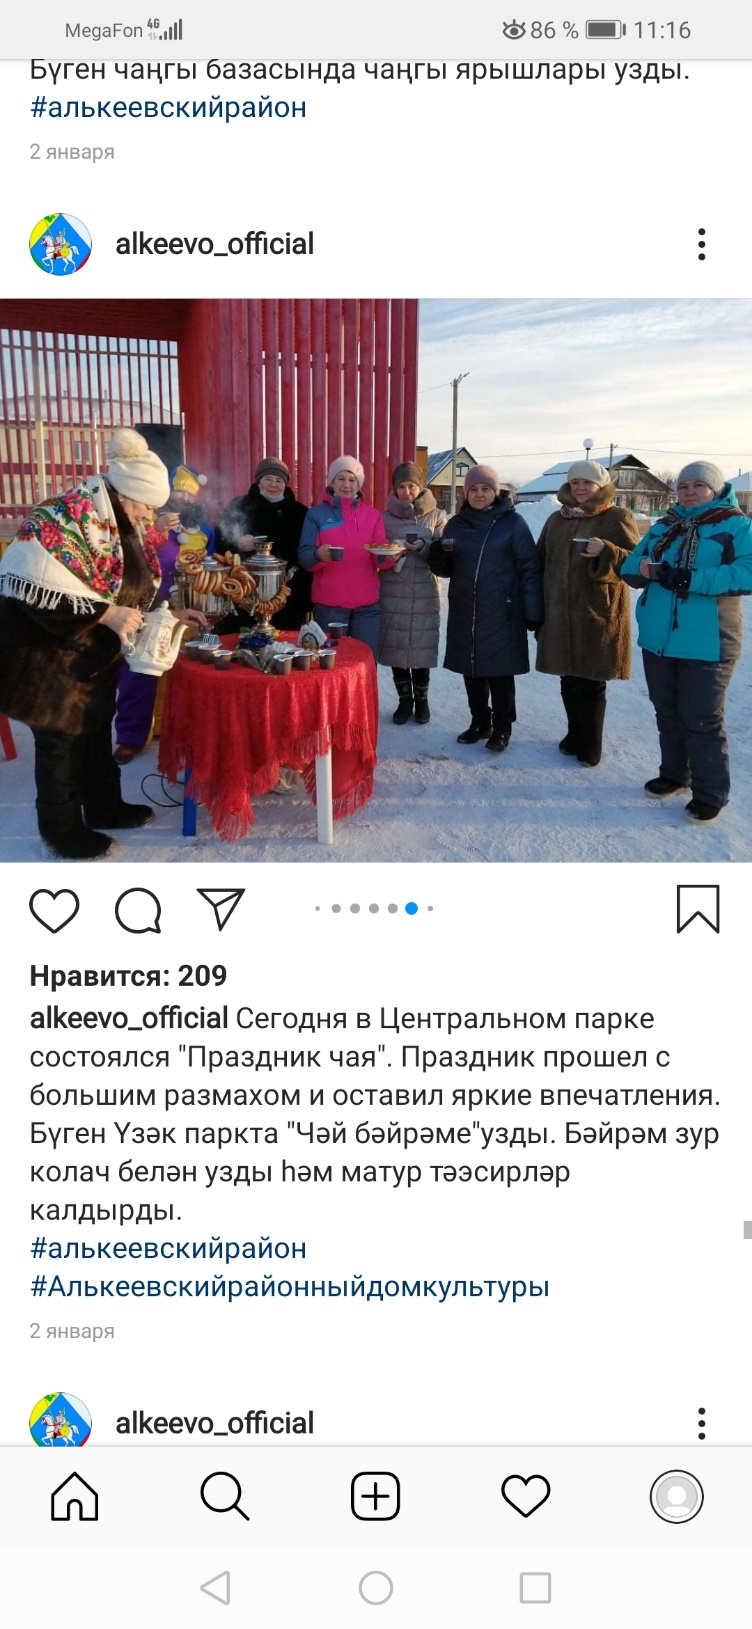 MegaFon 4G 86 % 11:16
Бүген чаңгы базасында чаңгы ярышлары узды.
#алькеевскийрайон
2 января
alkeevo_official
Нравится: 209
alkeevo_official Сегодня в Центральном парке
состоялся "Праздник чая". Праздник прошел с
большим размахом и оставил яркие впечатления.
Бүген Үзәк паркта "Чәй бәйрәме"узды. Бәйрәм зур
колач белән узды һәм матур тәэсирләр
калдырды.
#алькеевскийрайон
#Алькеевскийрайонныйдомкультуры
2 января
alkeevo_official